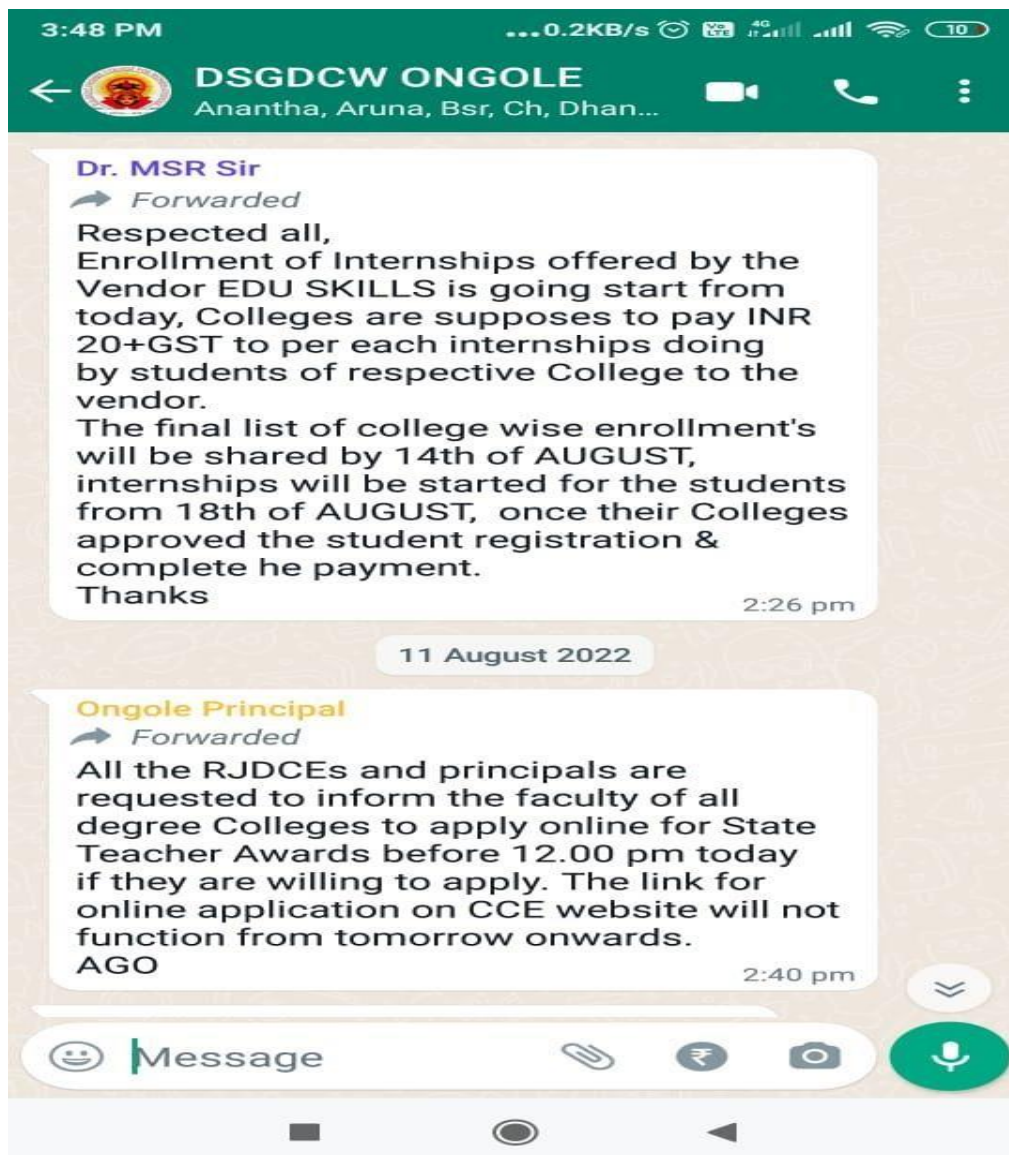 3:48 PM
...0.2KB/s
Vo LTE
4G
10
DSGDCW ONGOLE
Anantha, Aruna, Bsr, Ch, Dhan...
Dr. MSR Sir
Forwarded
Respected all,
Enrollment of Internships offered by the
Vendor EDU SKILLS is going start from
today, Colleges are supposes to pay INR
20+GST to per each internships doing
by students of respective College to the
vendor.
The final list of college wise enrollment's
will be shared by 14th of AUGUST,
internships will be started for the students
from 18th of AUGUST,  once their Colleges
approved the student registration &
complete he payment.
Thanks
2:26 pm
11 August 2022
Ongole Principal
Forwarded
All the RJDCEs and principals are
requested to inform the faculty of all
degree Colleges to apply online for State
Teacher Awards before 12.00 pm today
if they are willing to apply. The link for
online application on CCE website will not
function from tomorrow onwards.
AGO
2:40 pm
Message
₹